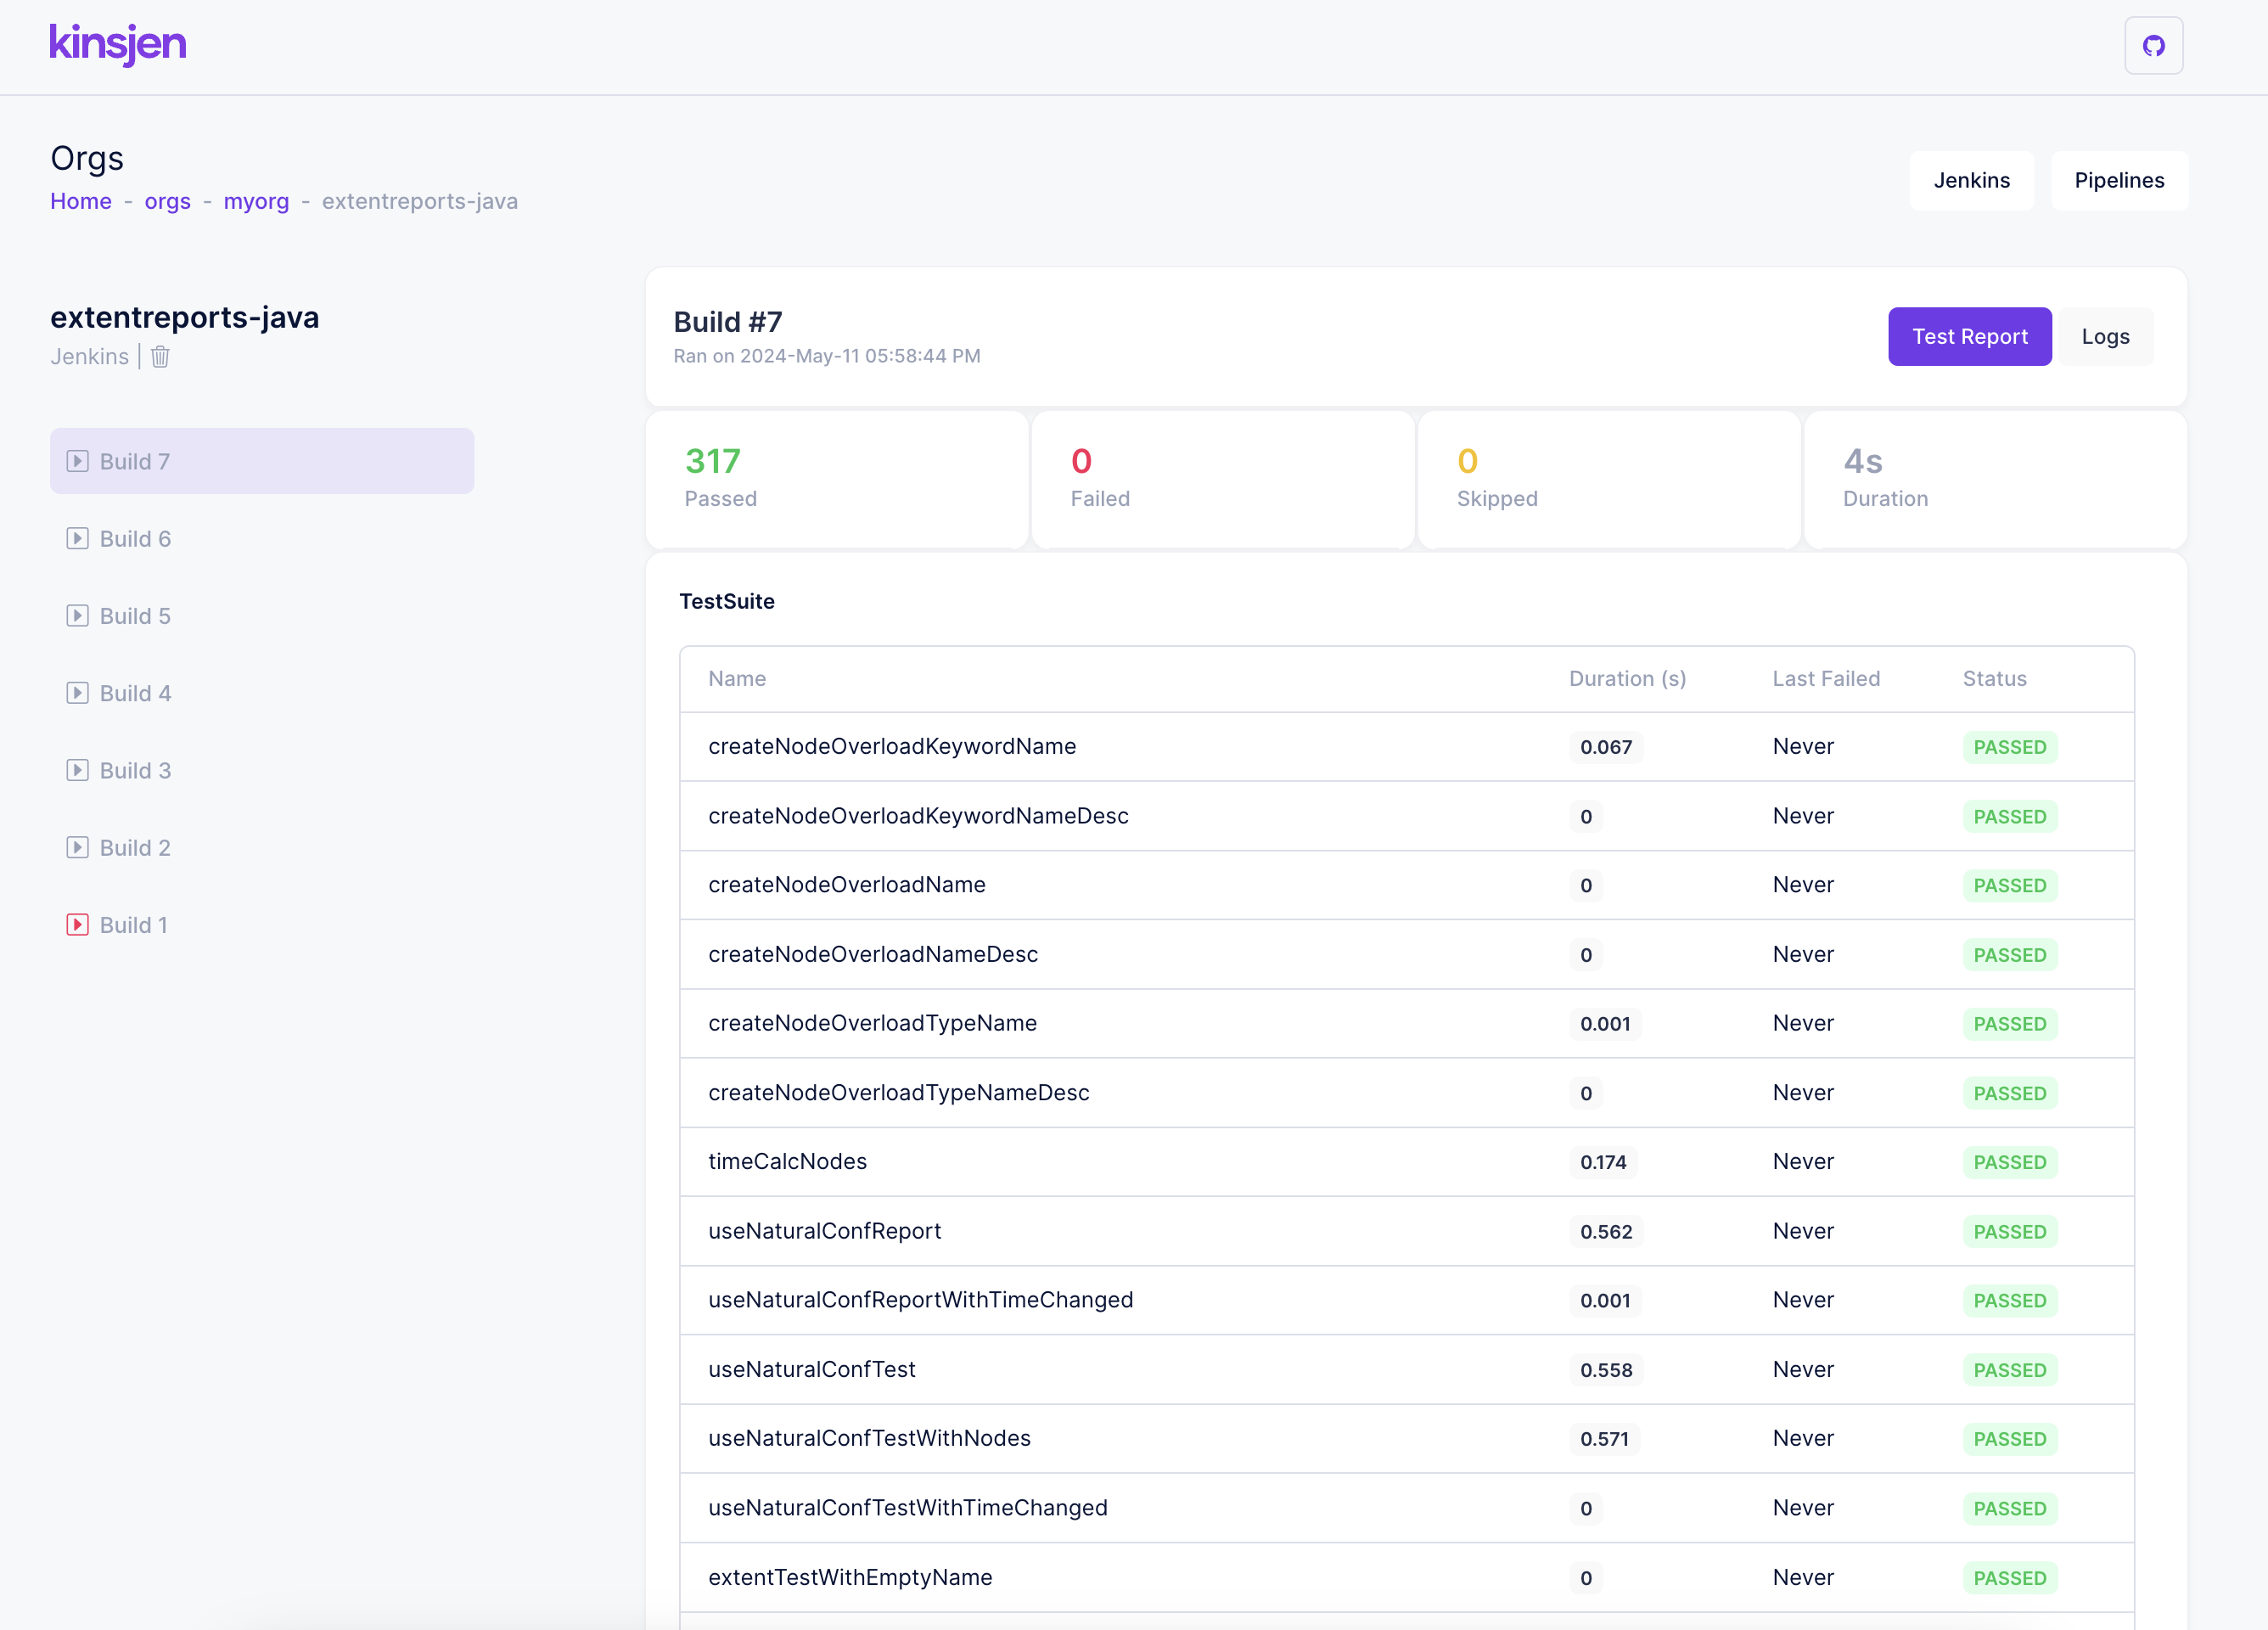 kinsjen
Orgs
Home - orgs - myorg - extentreports-java
Jenkins Pipelines
extentreports-java
Jenkins
Build 7
Build 6
Build 5
Build 4
Build 3
Build 2
Build 1
Build #7
Ran on 2024-May-11 05:58:44 PM
Test Report Logs
317 0 0 4s
Passed Failed Skipped Duration
TestSuite
Name Duration (s) Last Failed Status
createNodeOverloadKeywordName 0.067 Never PASSED
createNodeOverloadKeywordNameDesc 0 Never PASSED
createNodeOverloadName 0 Never PASSED
createNodeOverloadNameDesc 0 Never PASSED
createNodeOverloadTypeName 0.001 Never PASSED
createNodeOverloadTypeNameDesc 0 Never PASSED
timeCalcNodes 0.174 Never PASSED
useNaturalConfReport 0.562 Never PASSED
useNaturalConfReportWithTimeChanged 0.001 Never PASSED
useNaturalConfTest 0.558 Never PASSED
useNaturalConfTestWithNodes 0.571 Never PASSED
useNaturalConfTestWithTimeChanged 0 Never PASSED
extentTestWithEmptyName 0 Never PASSED